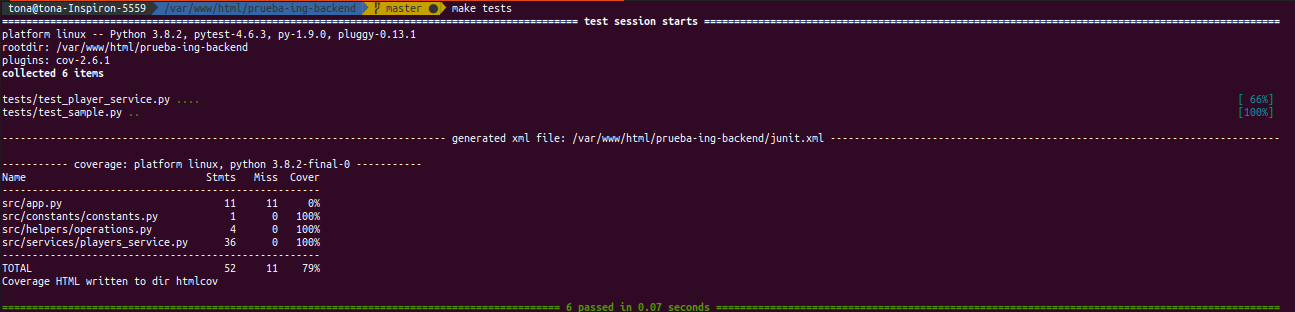 tona@tona-Inspiron-5559 /var/www/html/prueba-ing-backend master ● make tests
============================== test session starts ==============================
platform linux -- Python 3.8.2, pytest-4.6.3, py-1.9.0, pluggy-0.13.1
rootdir: /var/www/html/prueba-ing-backend
plugins: cov-2.6.1
collected 6 items
tests/test_player_service.py .... [ 66%]
tests/test_sample.py .. [100%]
------------------------------ generated xml file: /var/www/html/prueba-ing-backend/junit.xml ------------------------------
----------- coverage: platform linux, python 3.8.2-final-0 -----------
Name Stmts Miss Cover
-----------------------------------------------------
src/app.py 11 11 0%
src/constants/constants.py 1 0 100%
src/helpers/operations.py 4 0 100%
src/services/players_service.py 36 0 100%
-----------------------------------------------------
TOTAL 52 11 79%
Coverage HTML written to dir htmlcov
============================== 6 passed in 0.07 seconds ==============================